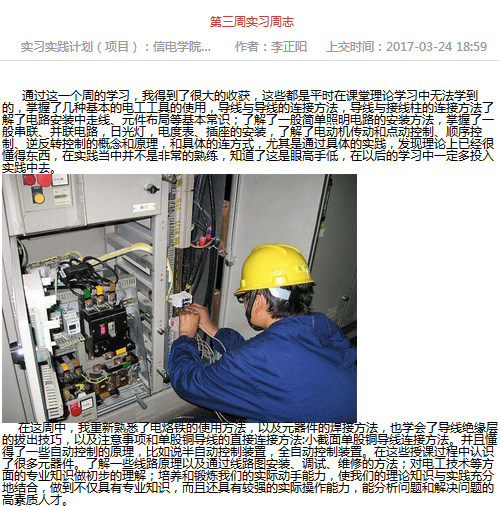 第三周实习周志
实习实践计划（项目）：信电学院... 作者：李正阳 上交时间：2017-03-24 18:59
通过这一个周的学习，我得到了很大的收获，这些都是平时在课堂理论学习中无法学到
的，掌握了几种基本的电工工具的使用，导线与导线的连接方法，导线与接线柱的连接方法了
解了电路安装中走线、元件布局等基本常识；了解了一般简单照明电路的安装方法，掌握了一
般串联、并联电路，日光灯，电度表、插座的安装，了解了电动机传动和点动控制、顺序控
制、逆反转控制的概念和原理，和具体的连方式，尤其是通过具体的实践，发现理论上已经很
懂得东西，在实践当中并不是非常的熟练，知道了这是眼高手低，在以后的学习中一定多投入
实践中去。
在这周中，我重新熟悉了电烙铁的使用方法，以及元器件的焊接方法，也学会了导线绝缘层
的拔出技巧，以及注意事项和单股铜导线的直接连接方法:小截面单股铜导线连接方法。并且懂
得了一些自动控制的原理，比如说半自动控制装置，全自动控制装置。在这些授课过程中认识
了很多元器件。了解一些线路原理以及通过线路图安装、调试、维修的方法；对电工技术等方
面的专业知识做初步的理解；培养和锻炼我们的实际动手能力，使我们的理论知识与实践充分
地结合，做到不仅具有专业知识，而且还具有较强的实际操作能力，能分析问题和解决问题的
高素质人才。